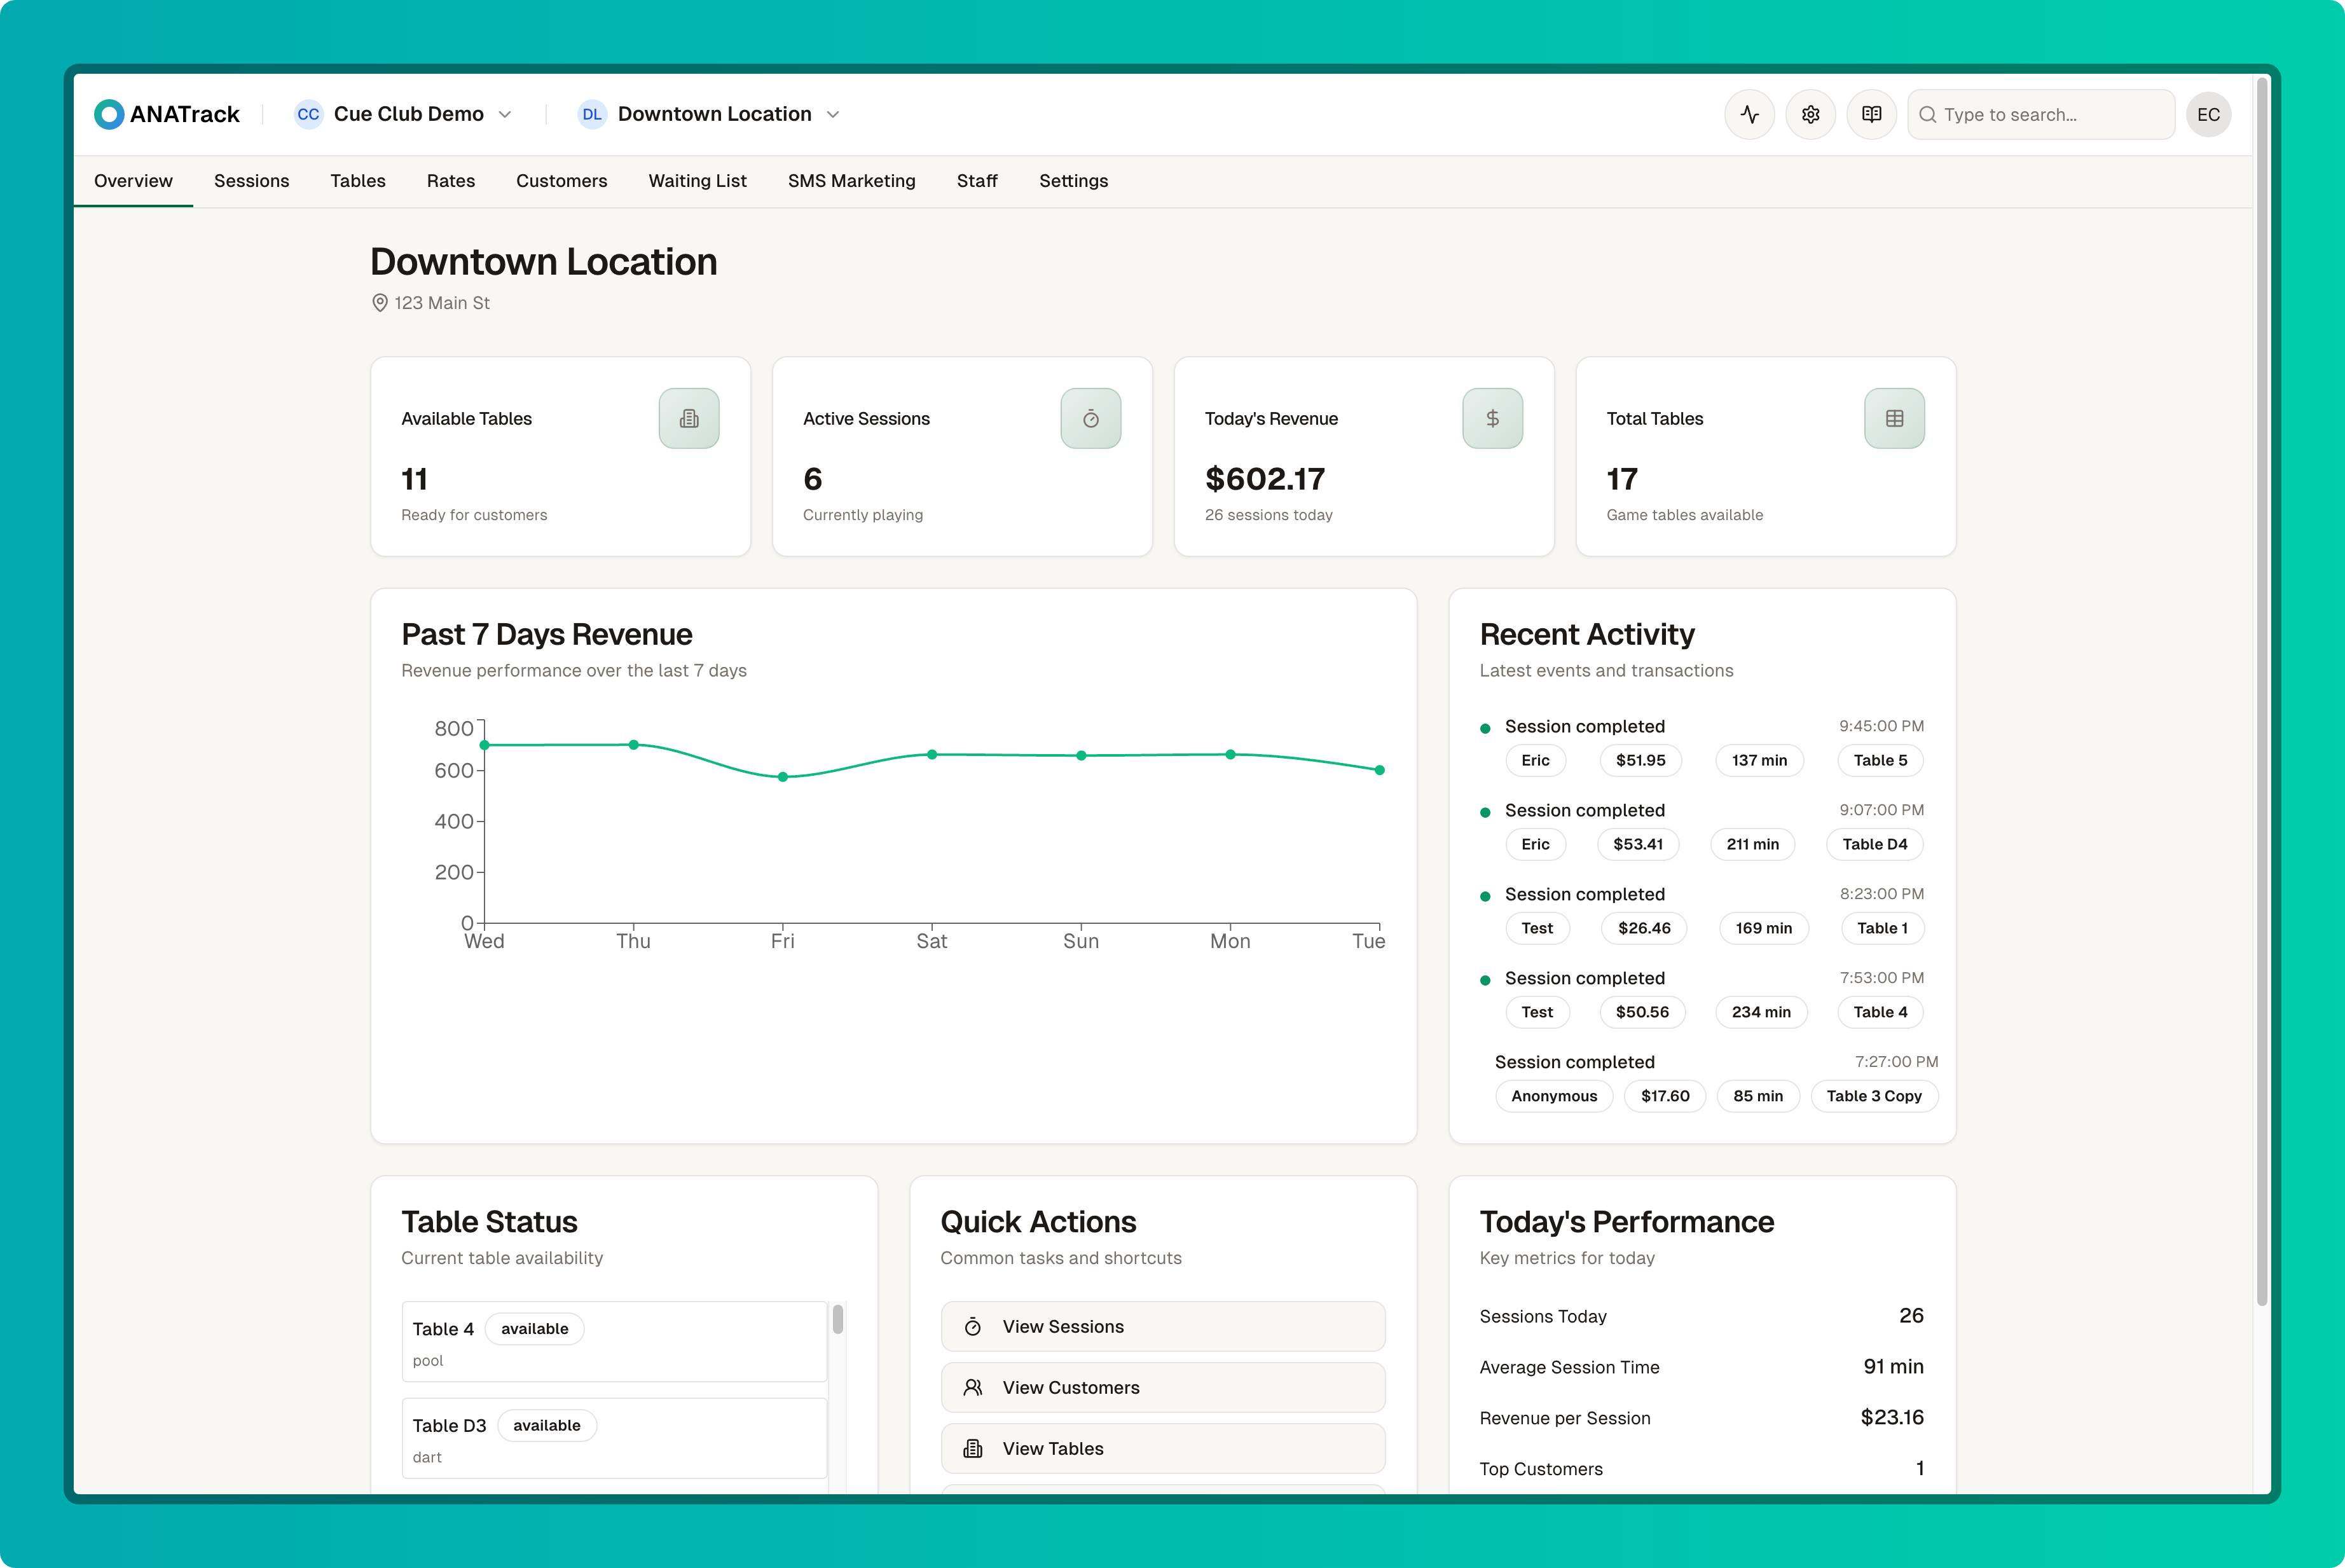 ANATrack CC Cue Club Demo DL Downtown Location Type to search... EC
Overview Sessions Tables Rates Customers Waiting List SMS Marketing Staff Settings
Downtown Location
123 Main St
Available Tables
11
Ready for customers
Active Sessions
6
Currently playing
Today's Revenue
$602.17
26 sessions today
Total Tables
17
Game tables available
Past 7 Days Revenue
Revenue performance over the last 7 days
800
600
400
200
0
Wed Thu Fri Sat Sun Mon Tue
Recent Activity
Latest events and transactions
Session completed 9:45:00 PM
Eric $51.95 137 min Table 5
Session completed 9:07:00 PM
Eric $53.41 211 min Table D4
Session completed 8:23:00 PM
Test $26.46 169 min Table 1
Session completed 7:53:00 PM
Test $50.56 234 min Table 4
Session completed 7:27:00 PM
Anonymous $17.60 85 min Table 3 Copy
Table Status
Current table availability
Table 4 available
pool
Table D3 available
dart
Quick Actions
Common tasks and shortcuts
View Sessions
View Customers
View Tables
Today's Performance
Key metrics for today
Sessions Today 26
Average Session Time 91 min
Revenue per Session $23.16
Top Customers 1